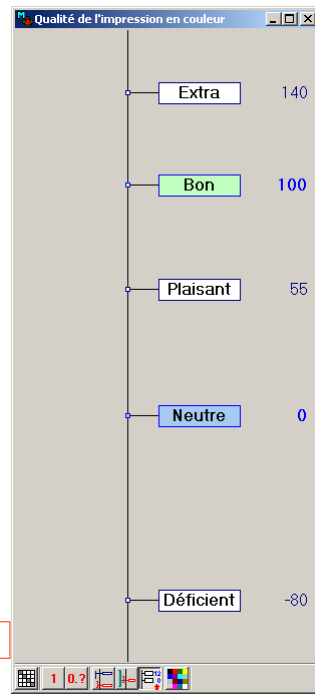 Qualité de l'impression en couleur
Extra 140
Bon 100
Plaisant 55
Neutre 0
Déficient -80
1 0.?